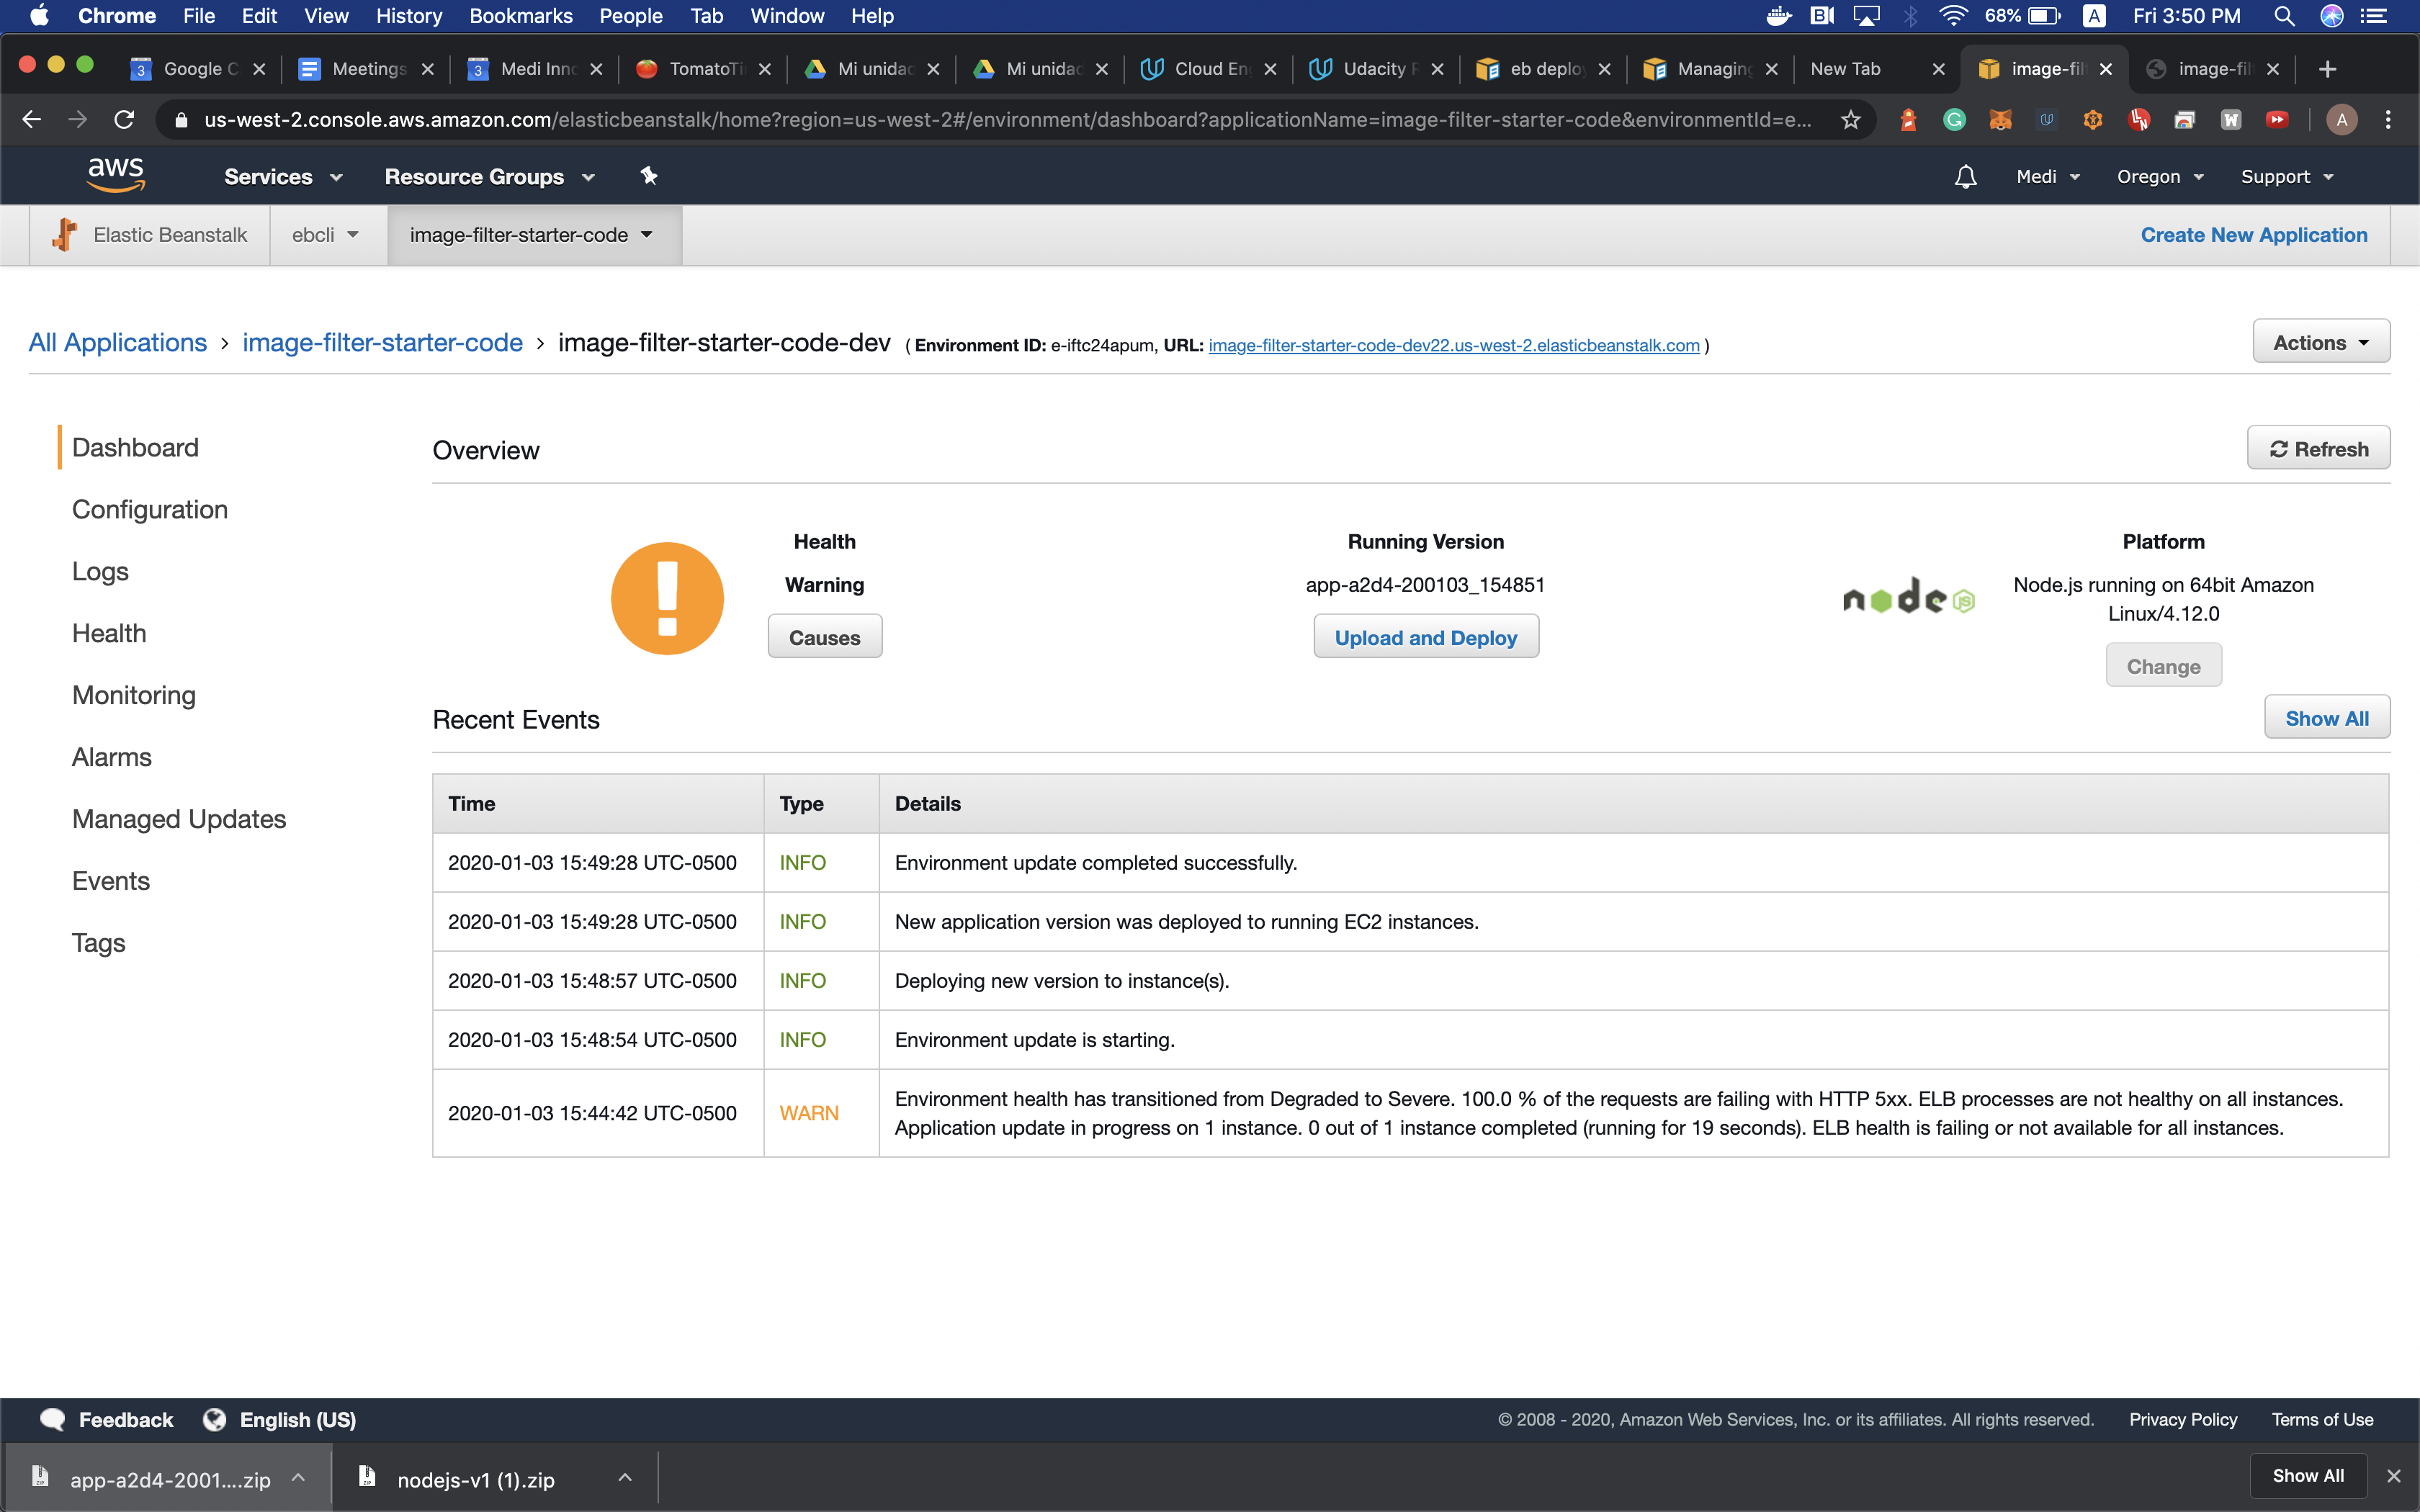 Chrome File Edit View History Bookmarks People Tab Window Help
68% A Fri 3:50 PM
3 Google C
Meetings
3 Medi Inno
TomatoTi
Mi unidad
Mi unidad
Cloud En
Udacity
eb deploy
Managing
New Tab
image-fil
image-fil
us-west-2.console.aws.amazon.com/elasticbeanstalk/home?region=us-west-2#/environment/dashboard?applicationName=image-filter-starter-code&environmentId=e...
A
aws Services Resource Groups Medi Oregon Support
Elastic Beanstalk ebcli image-filter-starter-code Create New Application
All Applications › image-filter-starter-code › image-filter-starter-code-dev ( Environment ID: e-iftc24apum, URL: image-filter-starter-code-dev22.us-west-2.elasticbeanstalk.com )
Actions
Dashboard
Configuration
Logs
Health
Monitoring
Alarms
Managed Updates
Events
Tags
Overview
Refresh
Health
Warning
Causes
Running Version
app-a2d4-200103_154851
Upload and Deploy
node JS
Platform
Node.js running on 64bit Amazon
Linux/4.12.0
Change
Recent Events
Show All
Time Type Details
2020-01-03 15:49:28 UTC-0500 INFO Environment update completed successfully.
2020-01-03 15:49:28 UTC-0500 INFO New application version was deployed to running EC2 instances.
2020-01-03 15:48:57 UTC-0500 INFO Deploying new version to instance(s).
2020-01-03 15:48:54 UTC-0500 INFO Environment update is starting.
2020-01-03 15:44:42 UTC-0500 WARN Environment health has transitioned from Degraded to Severe. 100.0 % of the requests are failing with HTTP 5xx. ELB processes are not healthy on all instances.
Application update in progress on 1 instance. 0 out of 1 instance completed (running for 19 seconds). ELB health is failing or not available for all instances.
Feedback English (US)
© 2008 - 2020, Amazon Web Services, Inc. or its affiliates. All rights reserved. Privacy Policy Terms of Use
app-a2d4-2001....zip
nodejs-v1 (1).zip
Show All